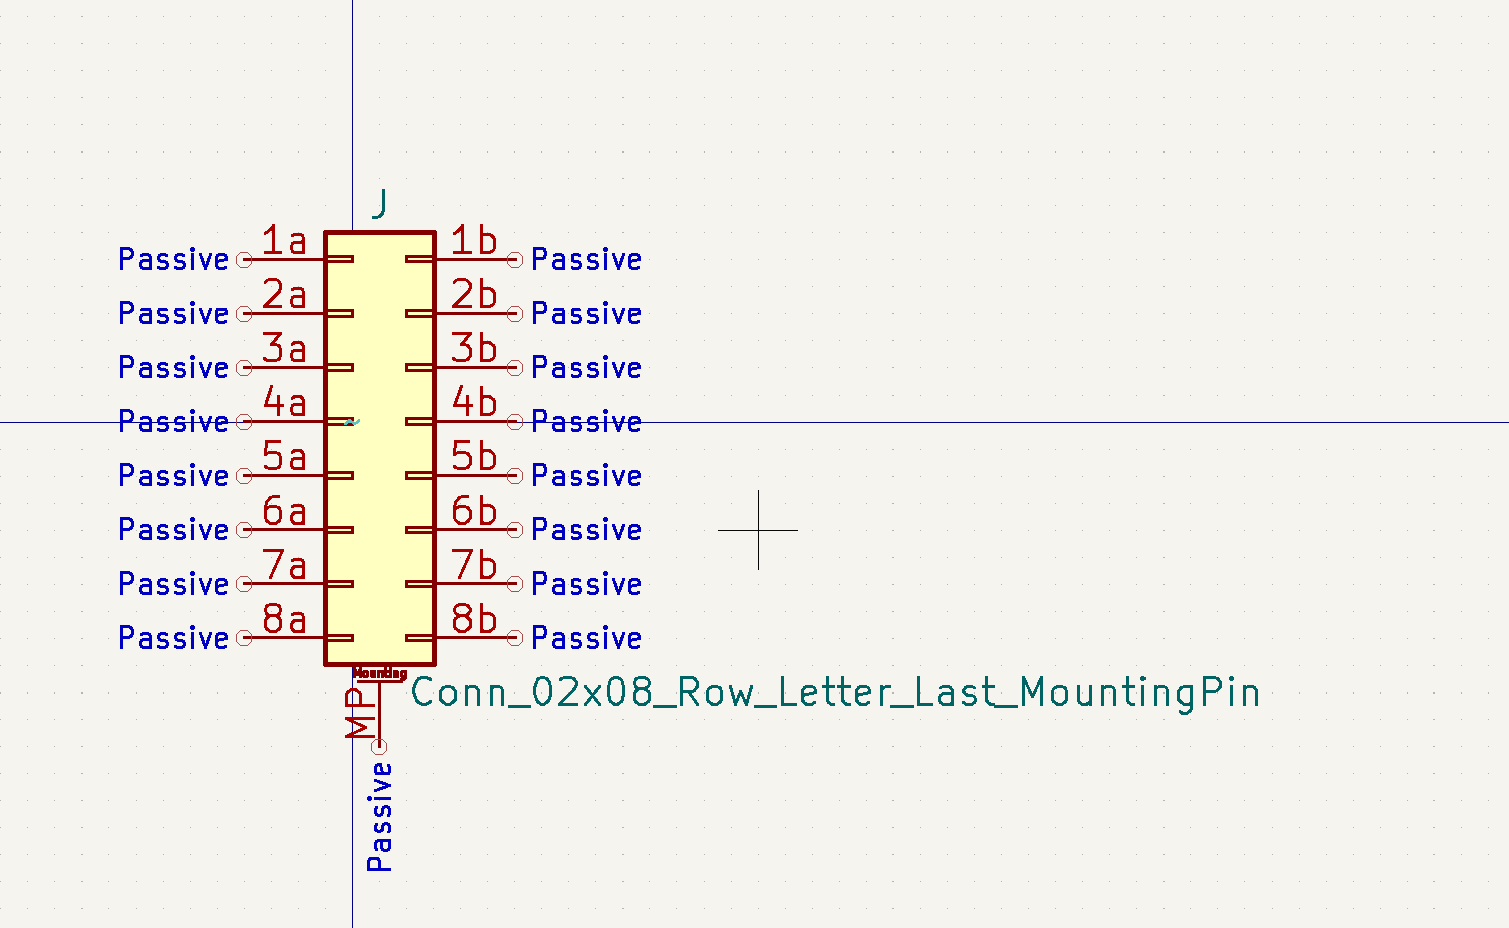 J
Passive 1a 1b Passive
Passive 2a 2b Passive
Passive 3a 3b Passive
Passive 4a ~ 4b Passive
Passive 5a 5b Passive
Passive 6a 6b Passive
Passive 7a 7b Passive
Passive 8a 8b Passive
Mounting
MP Conn_02x08_Row_Letter_Last_MountingPin
Passive